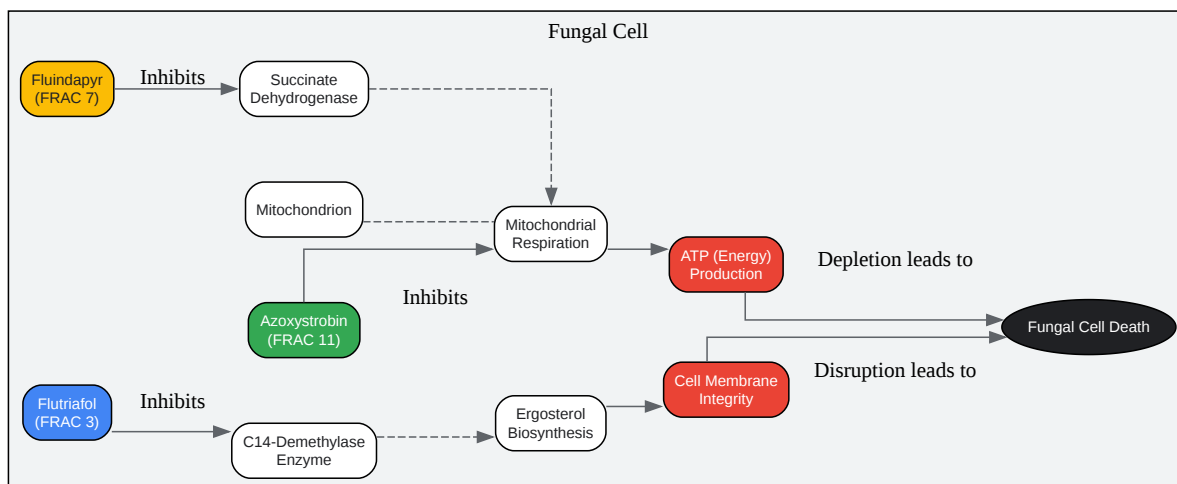 Fungal Cell
Fluindapyr
(FRAC 7)
Inhibits
Succinate
Dehydrogenase
Mitochondrion
Mitochondrial
Respiration
ATP (Energy)
Production
Depletion leads to
Inhibits
Azoxystrobin
(FRAC 11)
Fungal Cell Death
Disruption leads to
Cell Membrane
Integrity
Flutriafol
(FRAC 3)
Inhibits
C14-Demethylase
Enzyme
Ergosterol
Biosynthesis